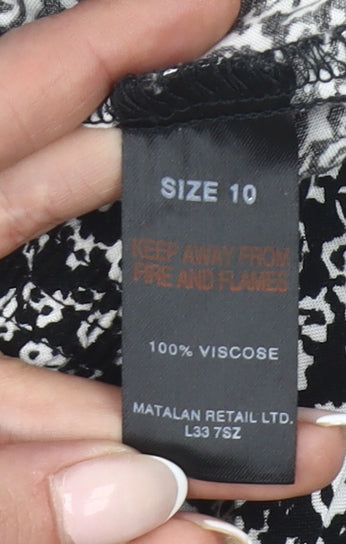 SIZE 10
KEEP AWAY FROM
FIRE AND FLAMES
100% VISCOSE
MATALAN RETAIL LTD.
L33 7SZ